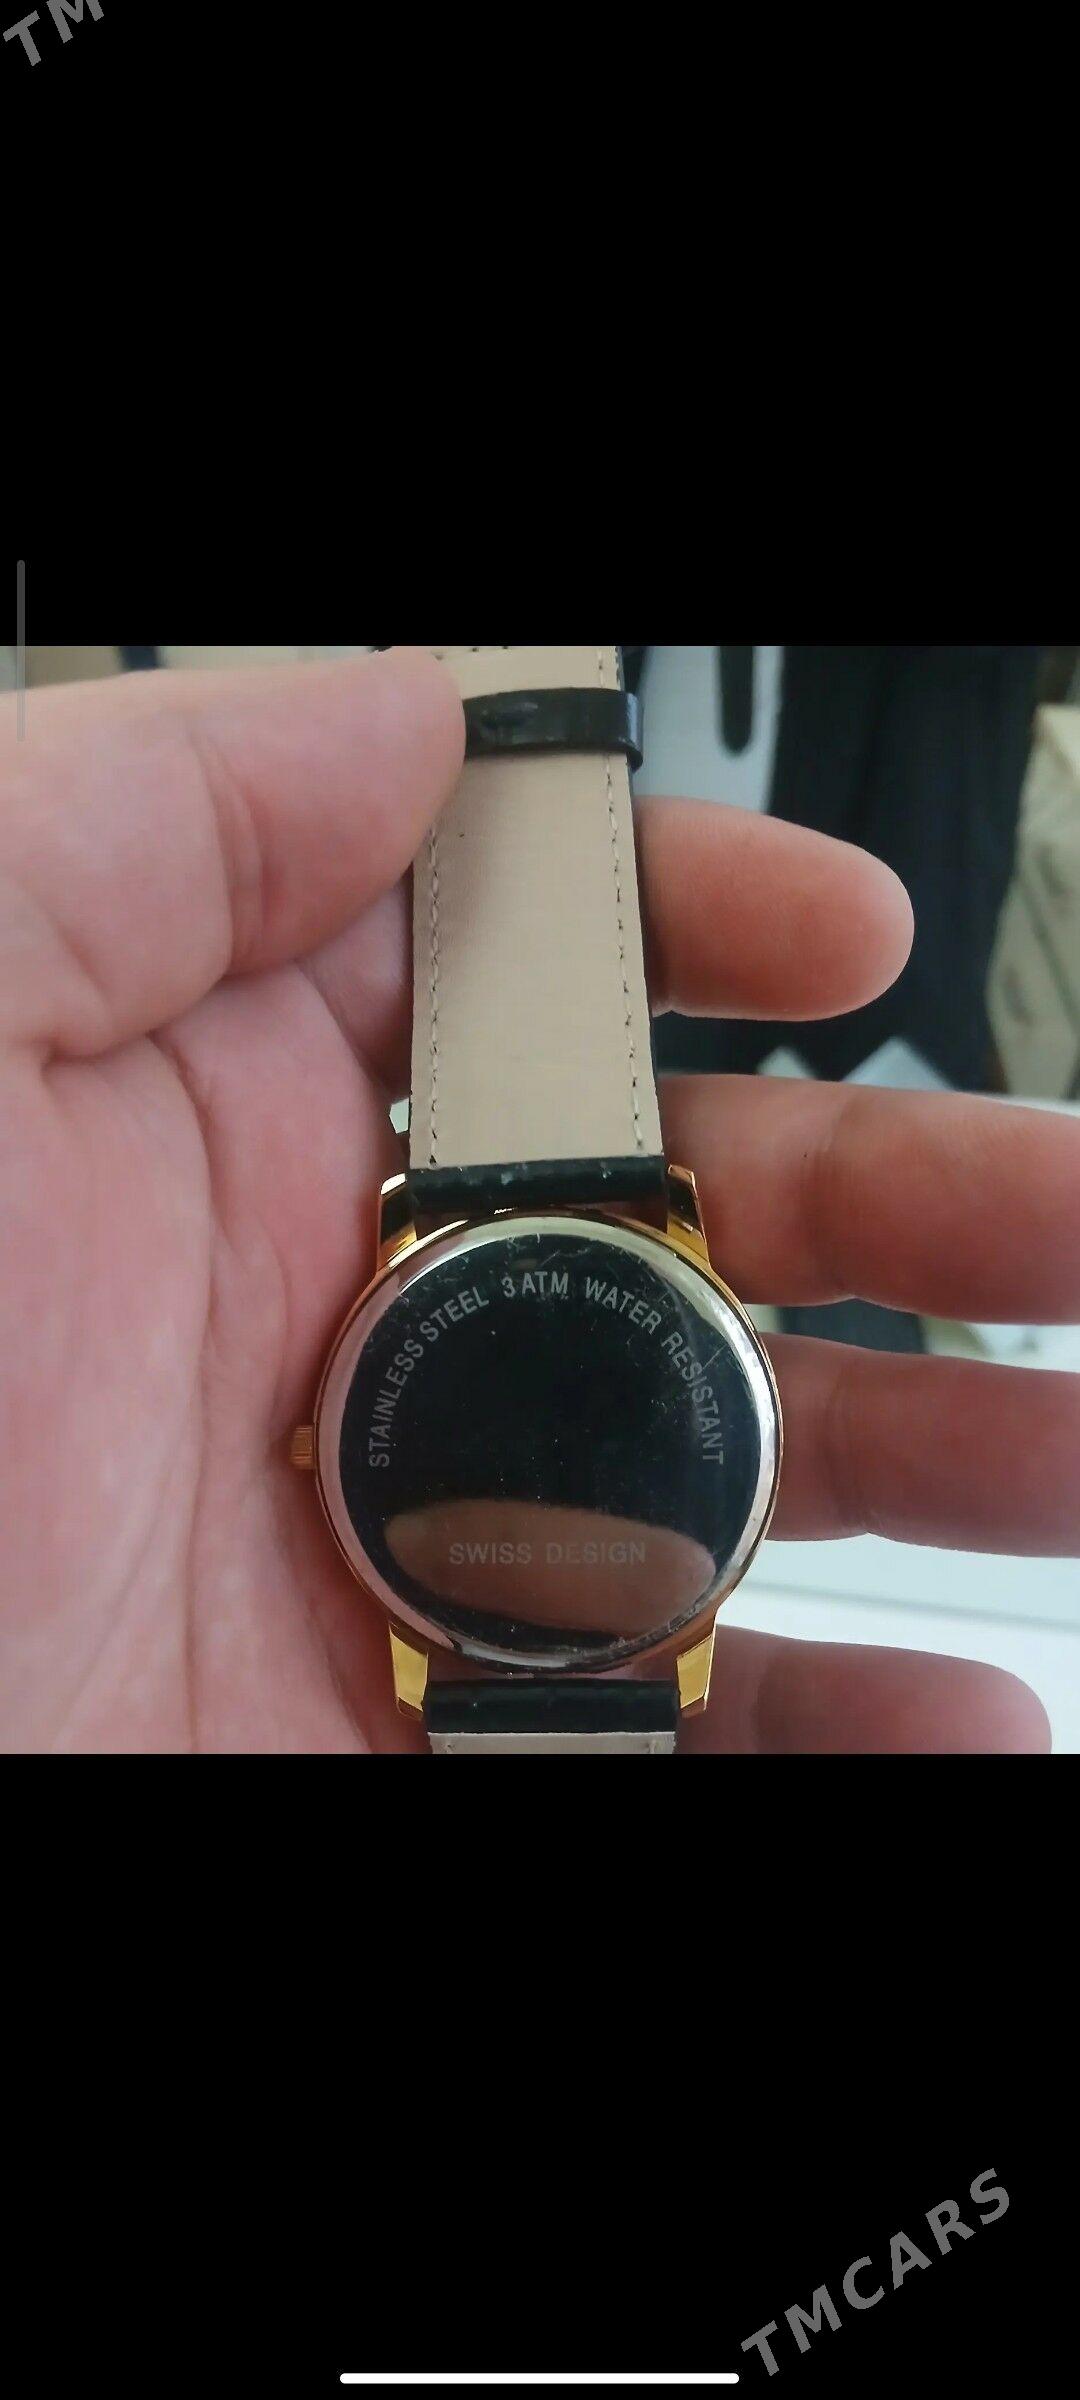 TM
STAINLESS STEEL 3 ATM WATER RESISTANT
SWISS DESIGN
TMCARS